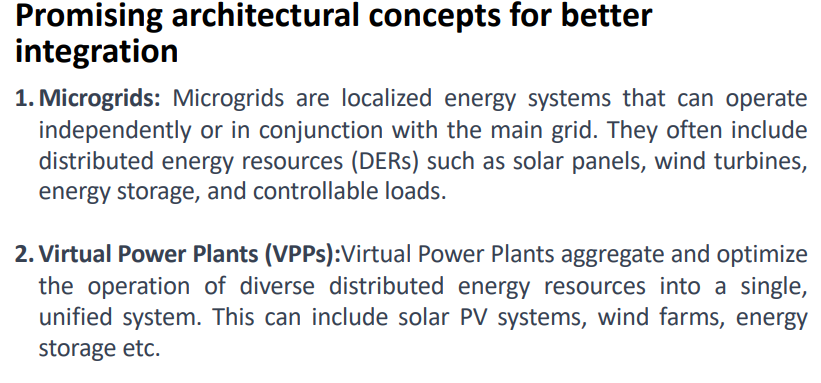 Promising architectural concepts for better
integration
1. Microgrids: Microgrids are localized energy systems that can operate
independently or in conjunction with the main grid. They often include
distributed energy resources (DERs) such as solar panels, wind turbines,
energy storage, and controllable loads.
2. Virtual Power Plants (VPPs):Virtual Power Plants aggregate and optimize
the operation of diverse distributed energy resources into a single,
unified system. This can include solar PV systems, wind farms, energy
storage etc.